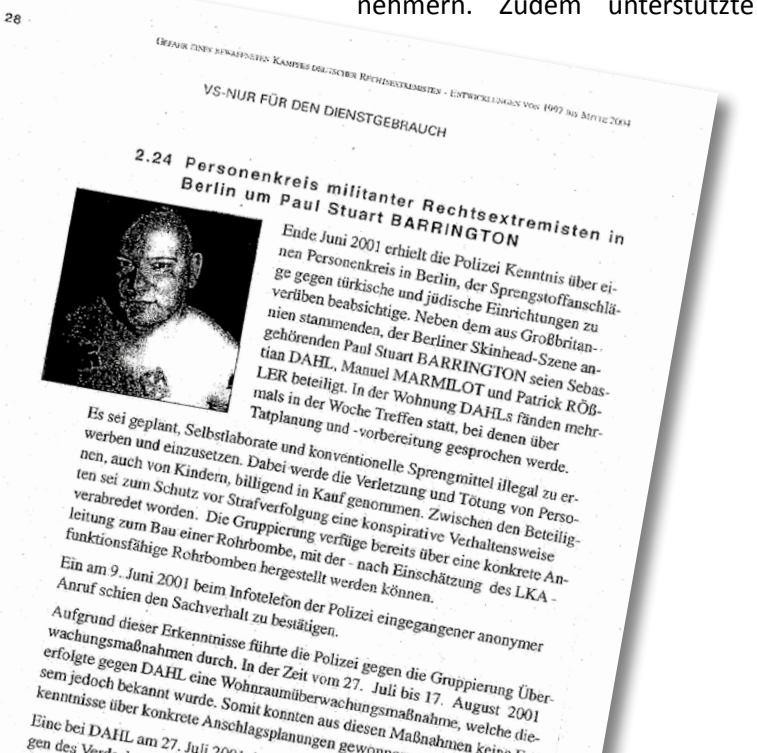 nehmern. Zudem unterstützte
28
GEFAHR EINES BEWAFFNETEN KAMPFES DEUTSCHER RECHTSEXTREMISTEN - ENTWICKLUNGEN VON 1997 BIS MITTE 2004
VS-NUR FÜR DEN DIENSTGEBRAUCH
2.24 Personenkreis militanter Rechtsextremisten in
Berlin um Paul Stuart BARRINGTON
Ende Juni 2001 erhielt die Polizei Kenntnis über ei-
nen Personenkreis in Berlin, der Sprengstoffanschlä-
ge gegen türkische und jüdische Einrichtungen zu
verüben beabsichtige. Neben dem aus Großbritan-
nien stammenden, der Berliner Skinhead-Szene an-
gehörenden Paul Stuart BARRINGTON seien Sebas-
tian DAHL, Manuel MARMILOT und Patrick RÖß-
LER beteiligt. In der Wohnung DAHLs fänden mehr-
mals in der Woche Treffen statt, bei denen über
Tatplanung und -vorbereitung gesprochen werde.
Es sei geplant, Selbstlaborate und konventionelle Sprengmittel illegal zu er-
werben und einzusetzen. Dabei werde die Verletzung und Tötung von Perso-
nen, auch von Kindern, billigend in Kauf genommen. Zwischen den Beteilig-
ten sei zum Schutz vor Strafverfolgung eine konspirative Verhaltensweise
verabredet worden. Die Gruppierung verfüge bereits über eine konkrete An-
leitung zum Bau einer Rohrbombe, mit der - nach Einschätzung des LKA -
funktionsfähige Rohrbomben hergestellt werden können.
Ein am 9. Juni 2001 beim Infotelefon der Polizei eingegangener anonymer
Anruf schien den Sachverhalt zu bestätigen.
Aufgrund dieser Erkenntnisse führte die Polizei gegen die Gruppierung Über-
wachungsmaßnahmen durch. In der Zeit vom 27. Juli bis 17. August 2001
erfolgte gegen DAHL eine Wohnraumüberwachungsmaßnahme, welche die-
sem jedoch bekannt wurde. Somit konnten aus diesen Maßnahmen keine
kenntnisse über konkrete Anschlagsplanungen
Eine bei DAHL am 27. Juli
gen des